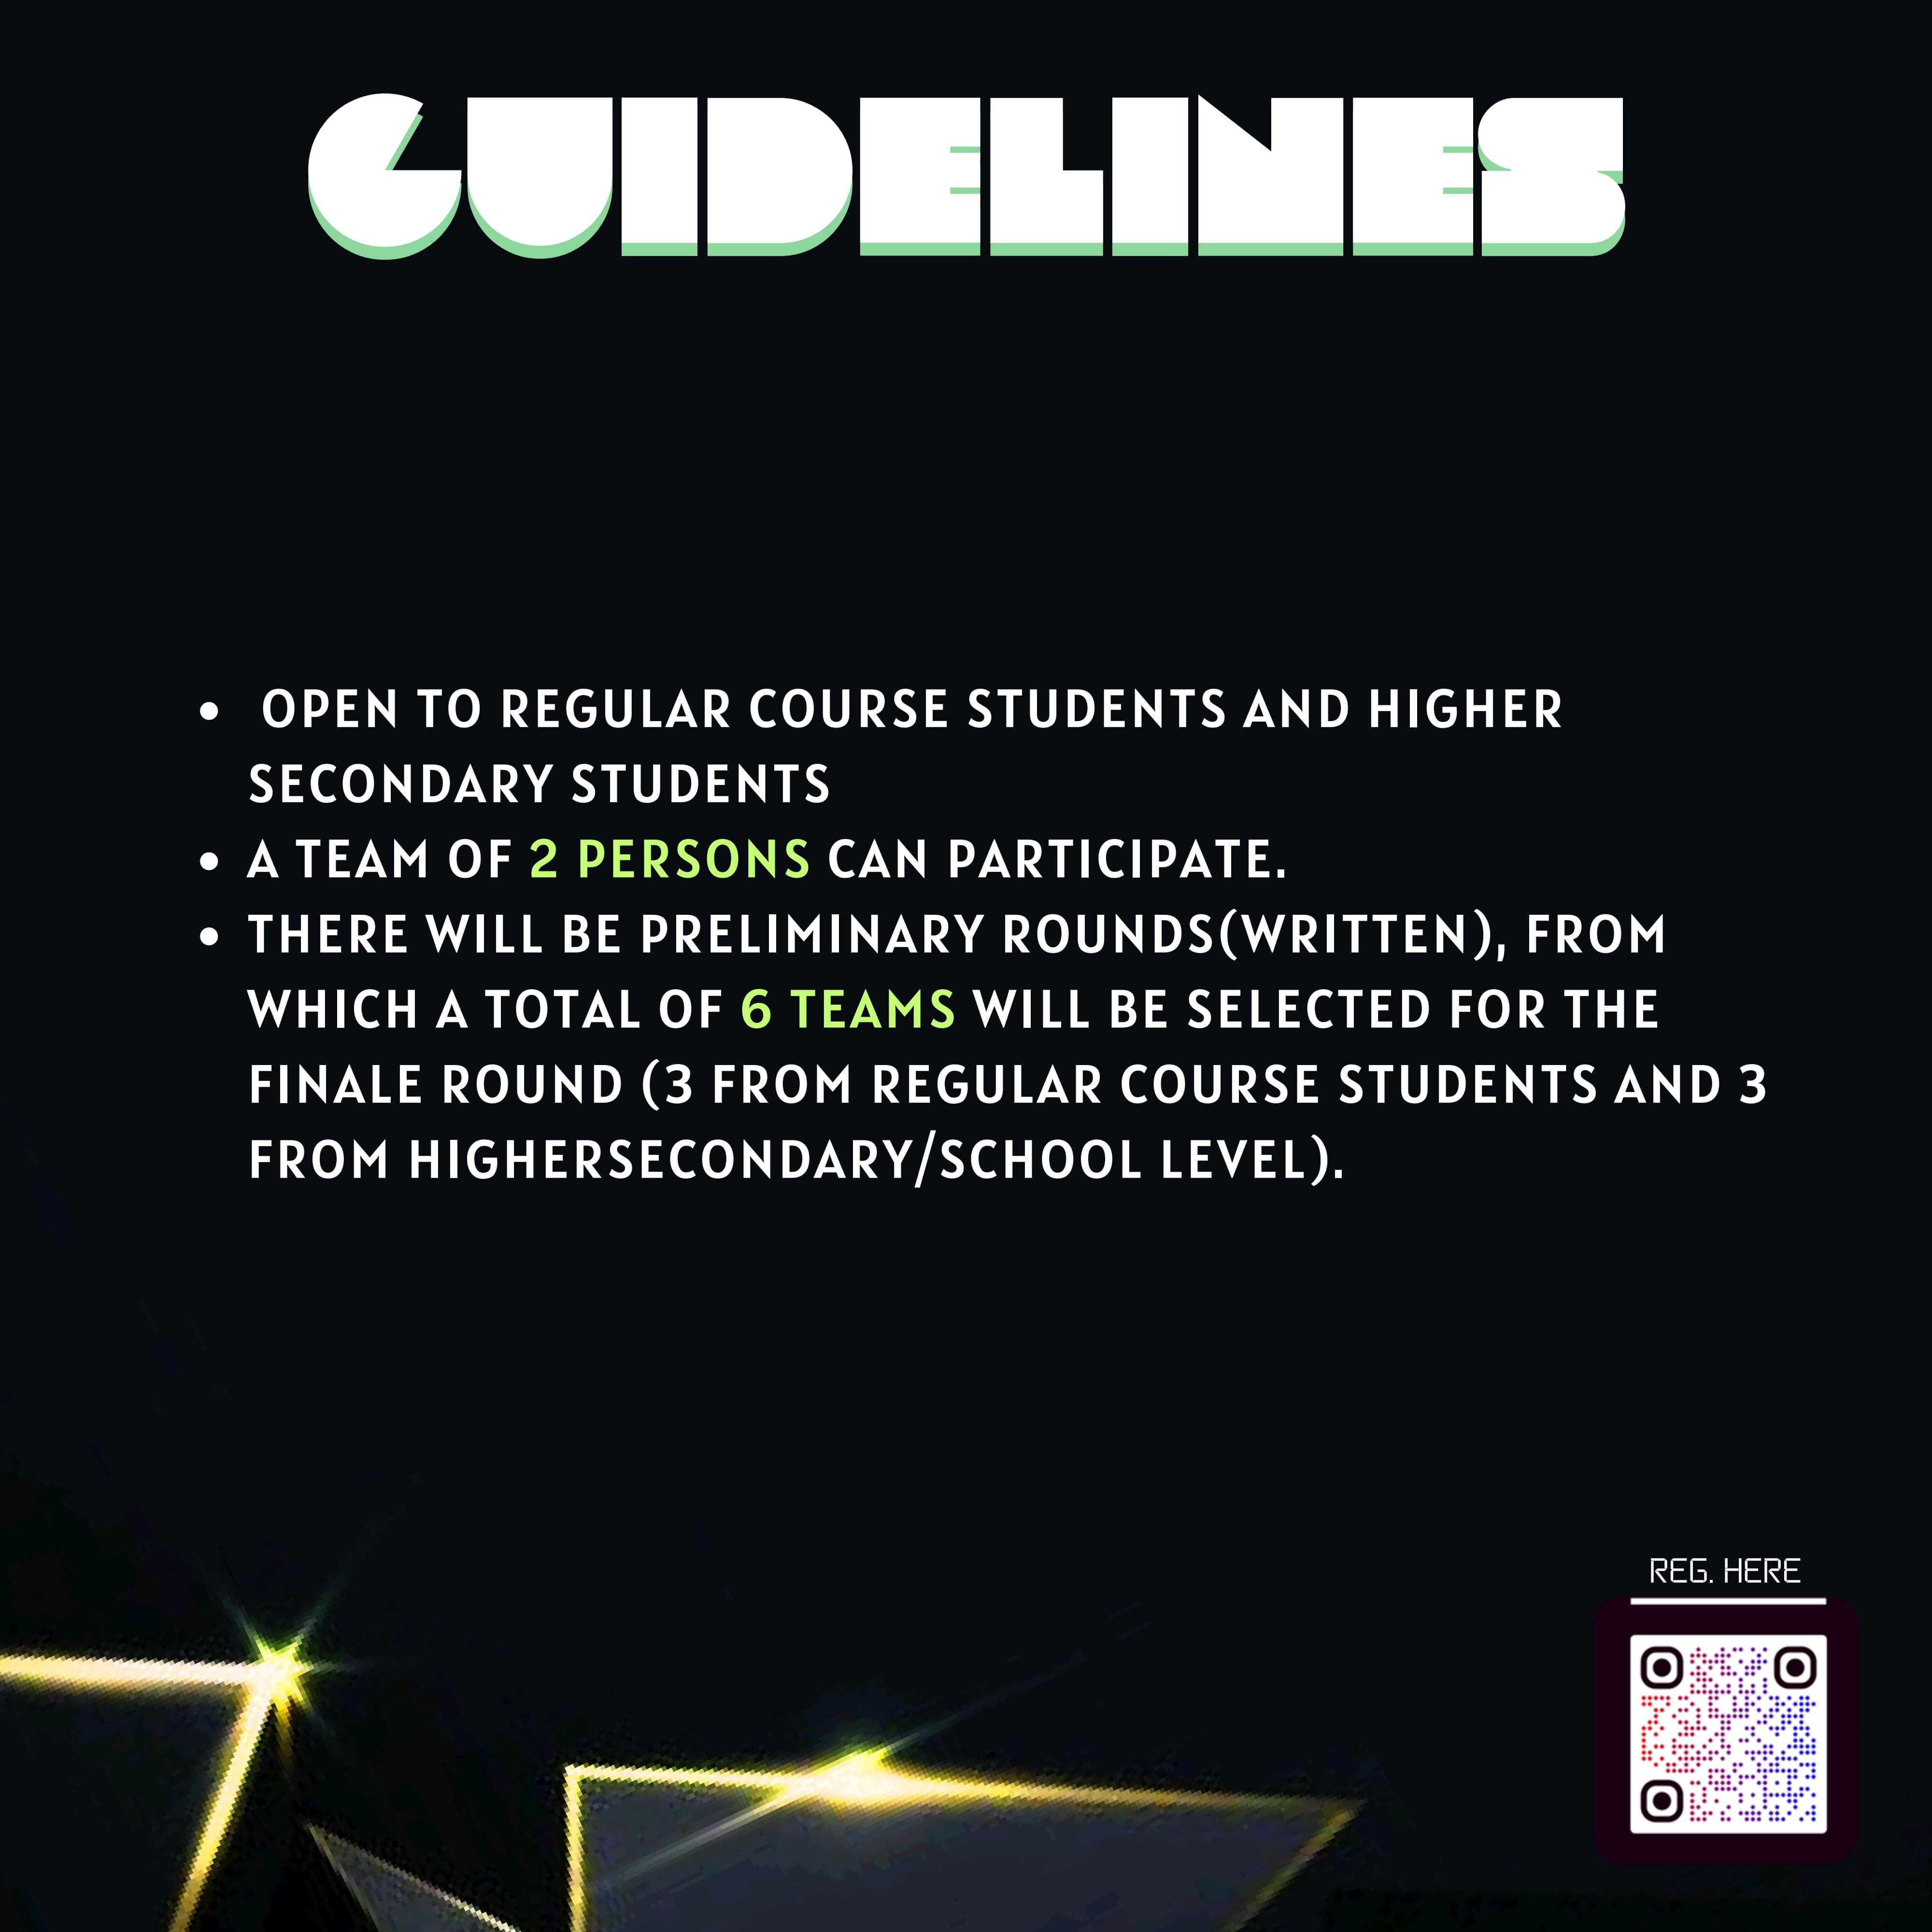 GUIDELINES
• OPEN TO REGULAR COURSE STUDENTS AND HIGHER
SECONDARY STUDENTS
• A TEAM OF 2 PERSONS CAN PARTICIPATE.
• THERE WILL BE PRELIMINARY ROUNDS(WRITTEN), FROM
WHICH A TOTAL OF 6 TEAMS WILL BE SELECTED FOR THE
FINALE ROUND (3 FROM REGULAR COURSE STUDENTS AND 3
FROM HIGHERSECONDARY/SCHOOL LEVEL).
REG. HERE